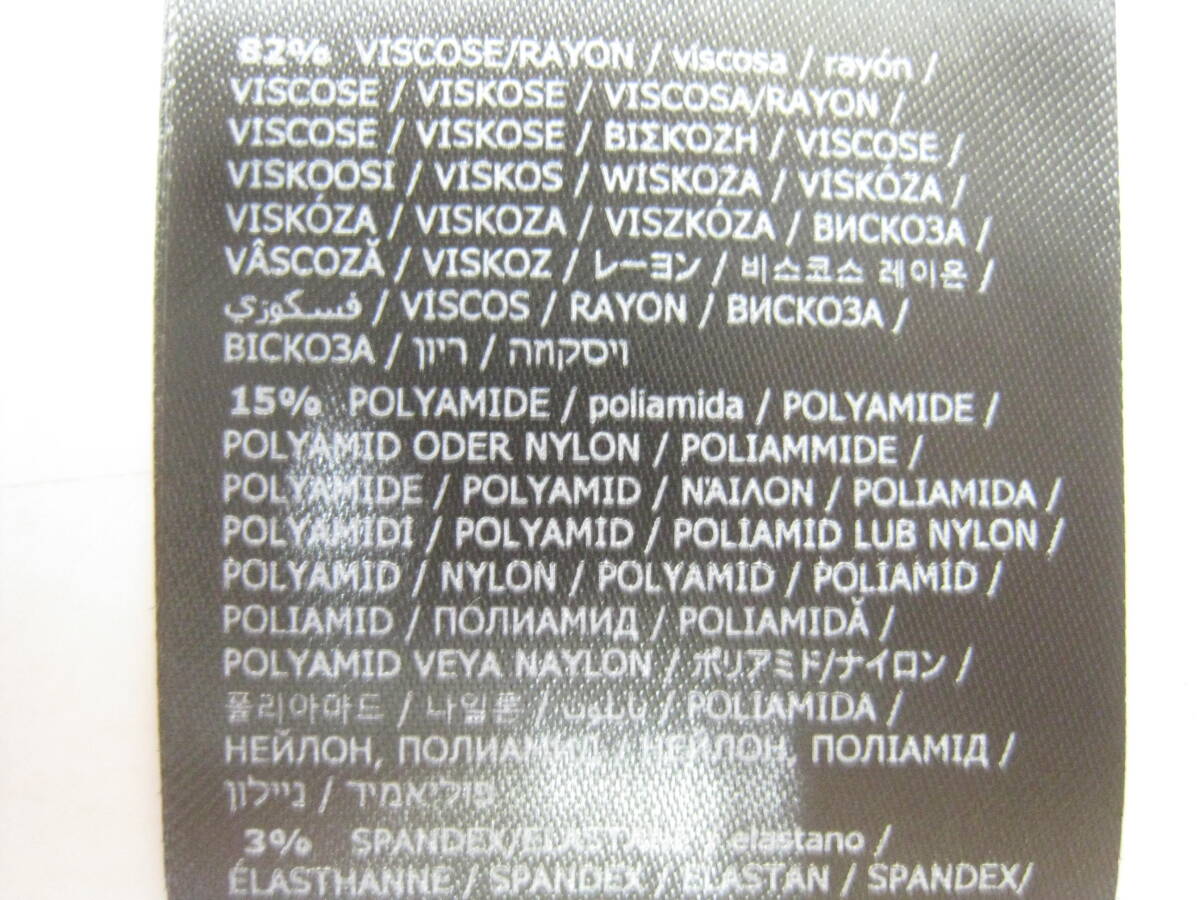 82% VISCOSE/RAYON / viscosa / rayón /
VISCOSE / VISKOSE / VISCOSA/RAYON /
VISCOSE / VISKOSE / ΒΙΣΚΟΖΗ / VISCOSE /
VISKOOSI / VISKOS / WISKOZA / VISKÓZA /
VISKÓZA / VISKOZA / VISZKÓZA / ВИСКОЗА /
VÂSCOZĂ / VISKOZ / レーヨン / 비스코스 레이온 /
فسكوزي / VISCOS / RAYON / ВИСКОЗА /
ВІСКОЗА / ריון / ויסקוזה
15% POLYAMIDE / poliamida / POLYAMIDE /
POLYAMID ODER NYLON / POLIAMMIDE /
POLYAMIDE / POLYAMID / ΝΆΙΛΟΝ / POLIAMIDA /
POLYAMIDI / POLYAMID / POLIAMID LUB NYLON /
POLYAMID / NYLON / POLYAMID / POLIAMID /
POLIAMID / ПОЛИАМИД / POLIAMIDĂ /
POLYAMID VEYA NAYLON / ポリアミド/ナイロン /
폴리아마드 / 나일론 / نايلون / POLIAMIDA /
НЕЙЛОН, ПОЛИАМИД / НЕЙЛОН, ПОЛІАМІД /
ניילון / פוליאמיד
3% SPANDEX/ELASTANE / elastano /
ÉLASTHANNE / SPANDEX / ELASTAN / SPANDEX/